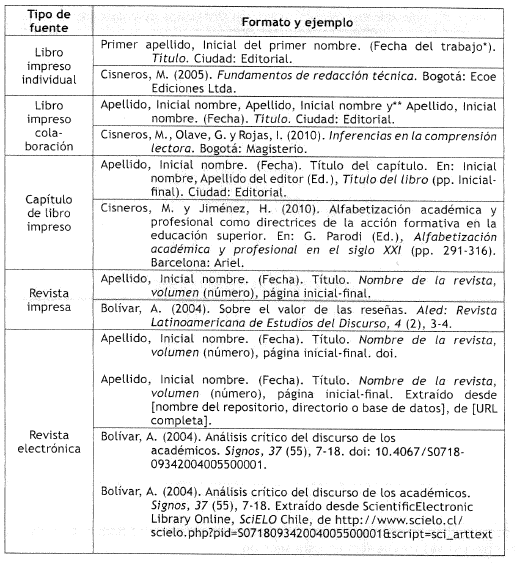 Tipo de
fuente
Formato y ejemplo
Libro
impreso
individual
Primer apellido, Inicial del primer nombre. (Fecha del trabajo*).
Título. Ciudad: Editorial.
Cisneros, M. (2005). Fundamentos de redacción técnica. Bogotá: Ecoe
Ediciones Ltda.
Libro
impreso
cola-
boración
Apellido, Inicial nombre, Apellido, Inicial nombre y** Apellido, Inicial
nombre. (Fecha). Título. Ciudad: Editorial.
Cisneros, M., Olave, G. y Rojas, I. (2010). Inferencias en la comprensión
lectora. Bogotá: Magisterio.
Capítulo
de libro
impreso
Apellido, Inicial nombre. (Fecha). Título del capítulo. En: Inicial
nombre, Apellido del editor (Ed.), Título del libro (pp. Inicial-
final). Ciudad: Editorial.
Cisneros, M. y Jiménez, H. (2010). Alfabetización académica y
profesional como directrices de la acción formativa en la
educación superior. En: G. Parodi (Ed.), Alfabetización
académica y profesional en el siglo XXI (pp. 291-316).
Barcelona: Ariel.
Revista
impresa
Apellido, Inicial nombre. (Fecha). Título. Nombre de la revista,
volumen (número), página inicial-final.
Bolívar, A. (2004). Sobre el valor de las reseñas. Aled: Revista
Latinoamericana de Estudios del Discurso, 4 (2), 3-4.
Revista
electrónica
Apellido, Inicial nombre. (Fecha). Título. Nombre de la revista,
volumen (número), página inicial-final. doi.
Apellido, Inicial nombre. (Fecha). Título. Nombre de la revista,
volumen (número), página inicial-final. Extraído desde
[nombre del repositorio, directorio o base de datos], de [URL
completa].
Bolívar, A. (2004). Análisis crítico del discurso de los
académicos. Signos, 37 (55), 7-18. doi: 10.4067/S0718-
09342004005500001.
Bolívar, A. (2004). Análisis crítico del discurso de los académicos.
Signos, 37 (55), 7-18. Extraído desde ScientificElectronic
Library Online, SciELO Chile, de http://www.scielo.cl/
scielo.php?pid=S071809342004005500001&script=sci_arttext